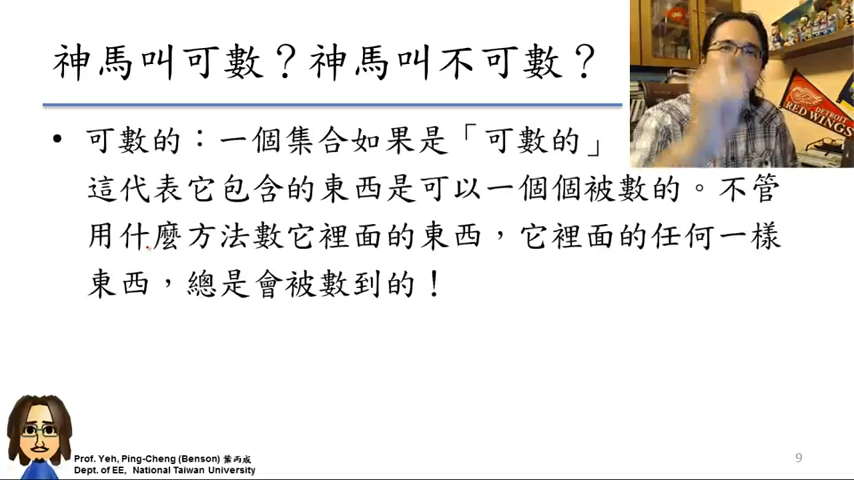 神馬叫可數？神馬叫不可數？
• 可數的：一個集合如果是「可數的」
這代表它包含的東西是可以一個個被數的。不管
用什麼方法數它裡面的東西，它裡面的任何一樣
東西，總是會被數到的！
DETROIT
RED WINGS
Prof. Yeh, Ping-Cheng (Benson) 葉丙成
Dept. of EE, National Taiwan University
9